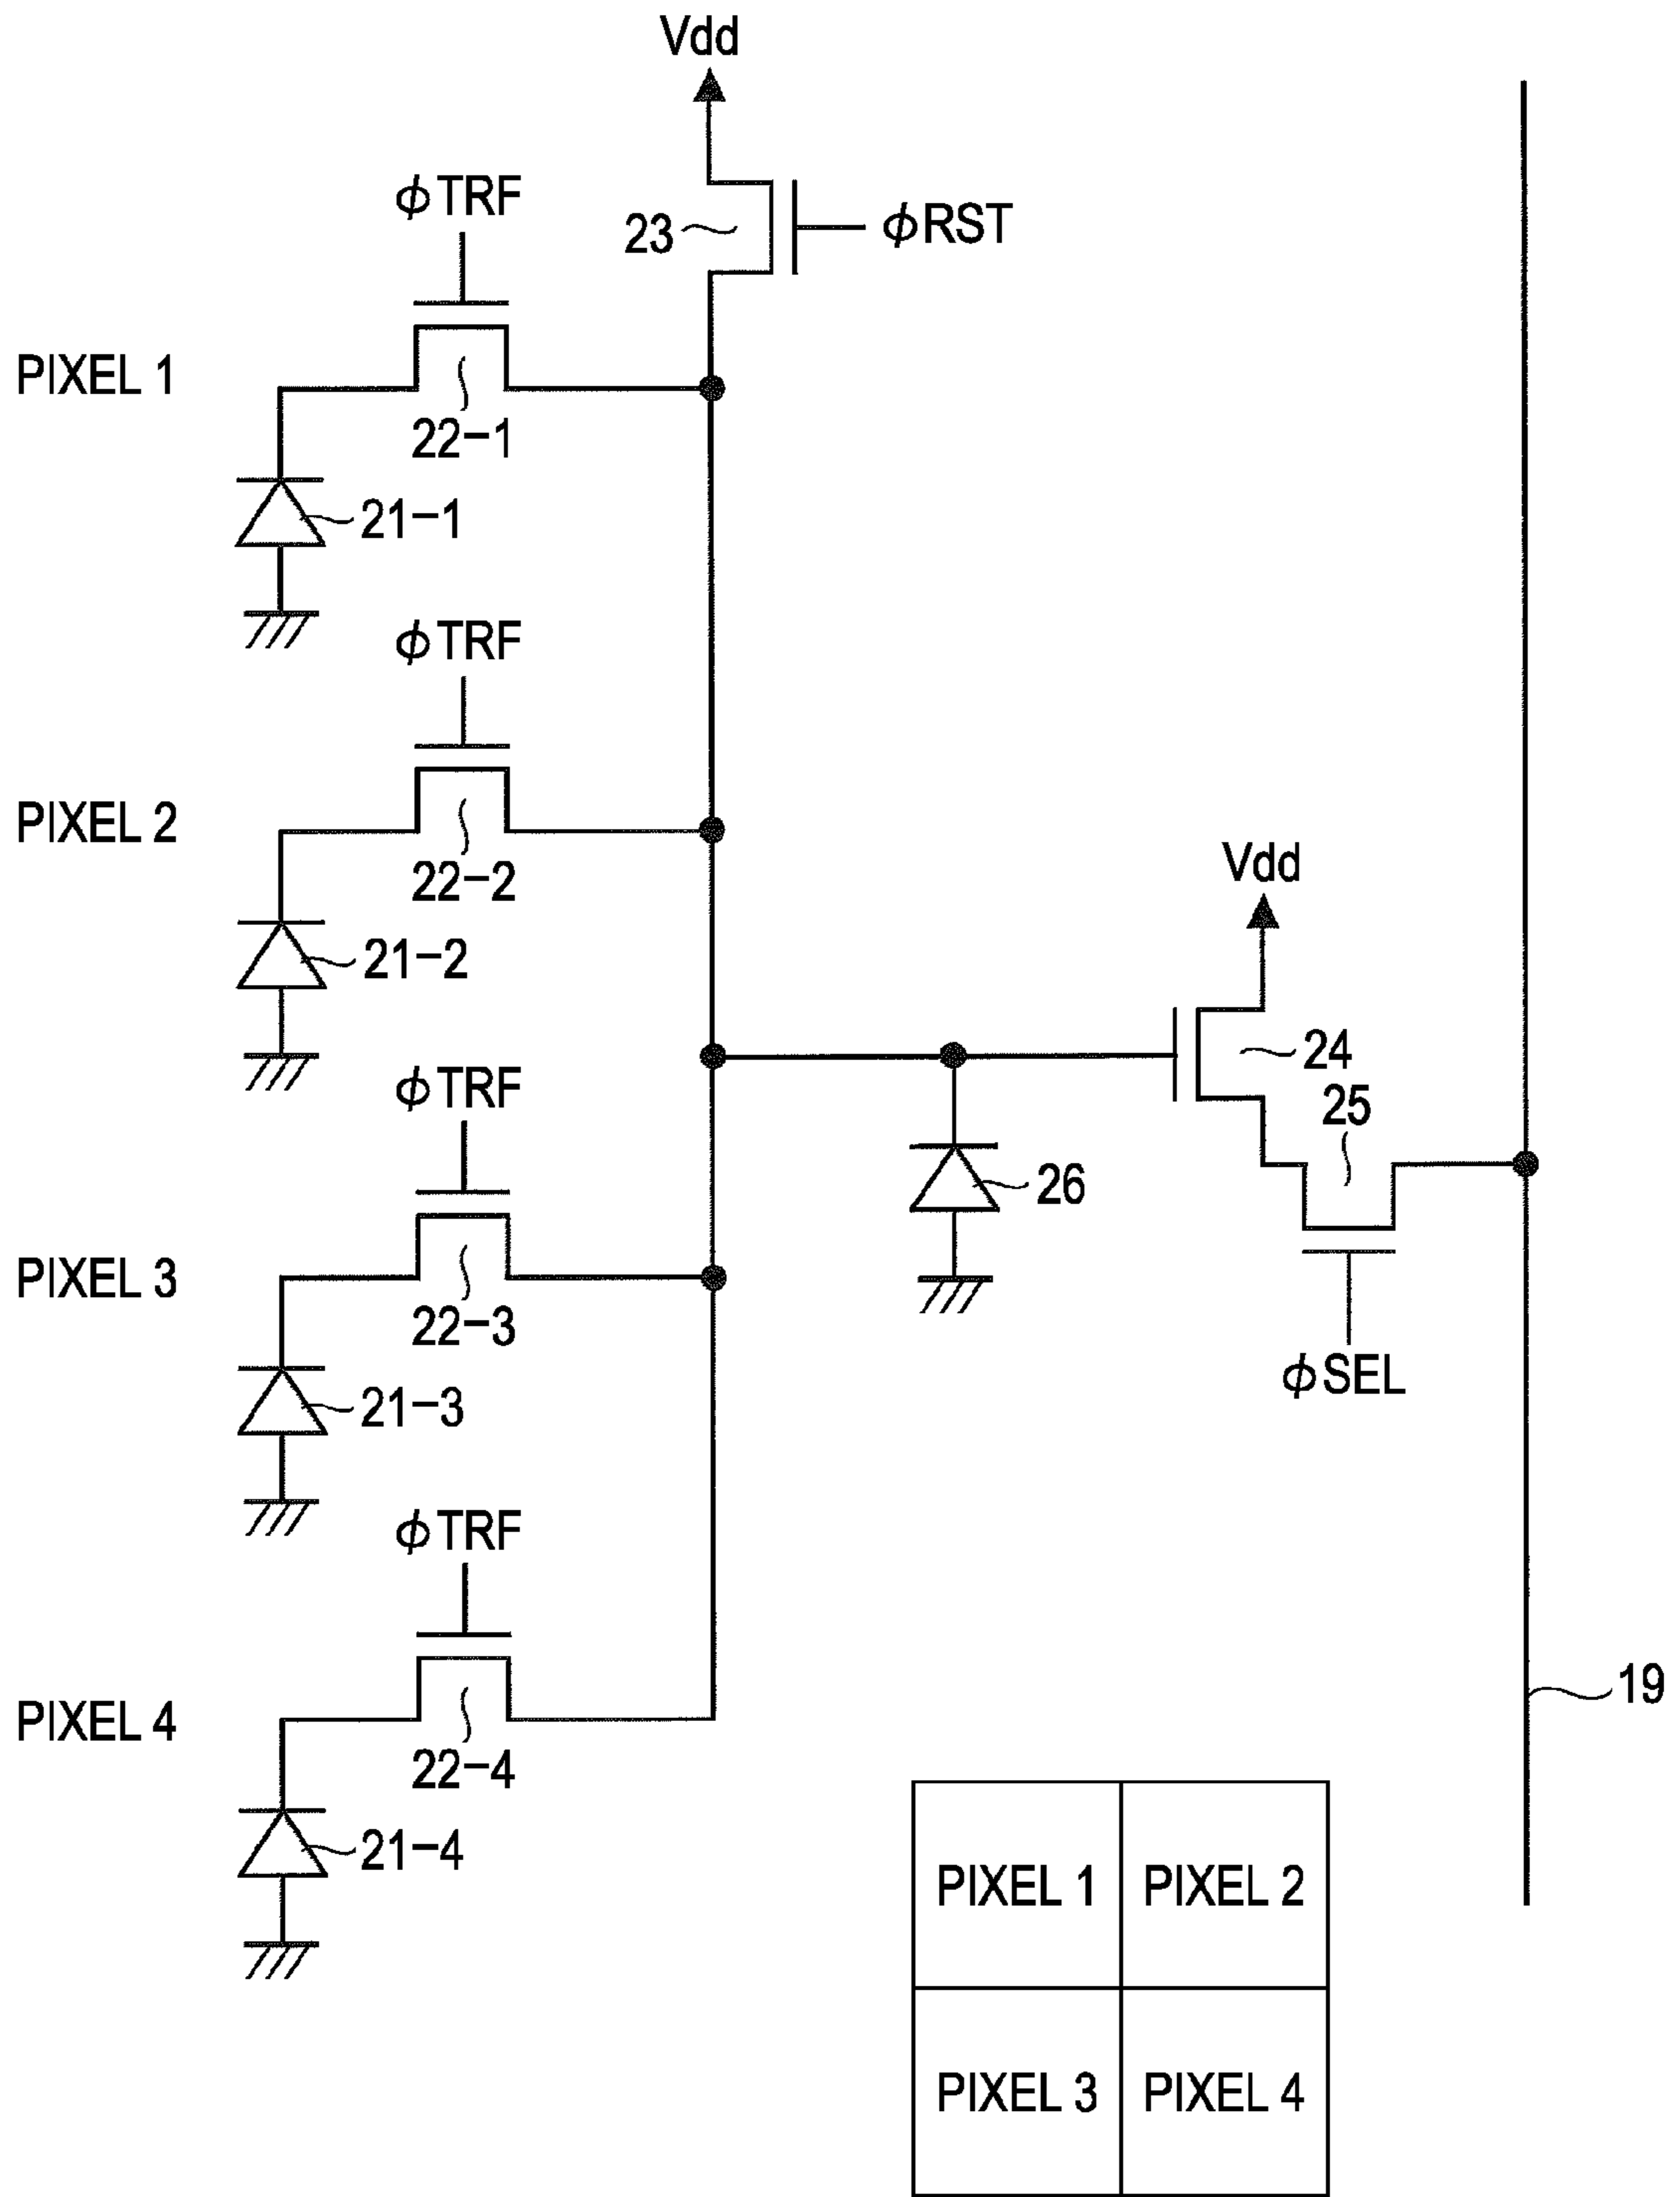 Vdd
φTRF
23
φRST
PIXEL 1
22-1
21-1
φTRF
PIXEL 2
22-2
21-2
Vdd
24
25
φTRF
26
PIXEL 3
22-3
φSEL
21-3
φTRF
19
PIXEL 4
22-4
21-4
PIXEL 1 PIXEL 2
PIXEL 3 PIXEL 4